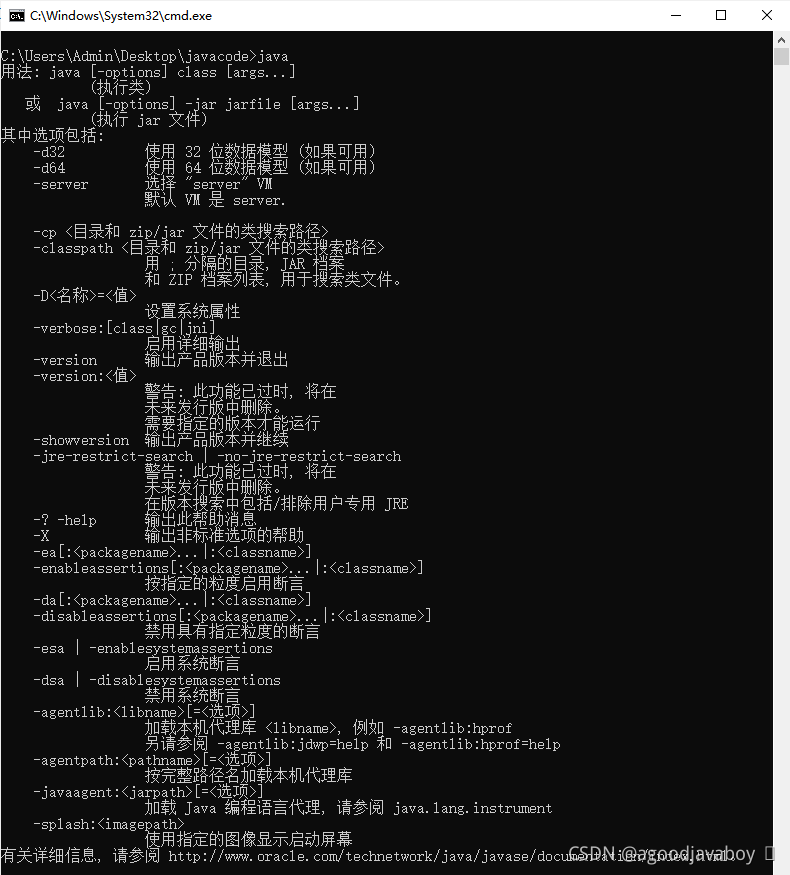 C:\Windows\System32\cmd.exe
C:\Users\Admin\Desktop\javacode>java
用法: java [-options] class [args...]
(执行类)
或 java [-options] -jar jarfile [args...]
(执行 jar 文件)
其中选项包括:
-d32 使用 32 位数据模型 (如果可用)
-d64 使用 64 位数据模型 (如果可用)
-server 选择 "server" VM
默认 VM 是 server.
-cp <目录和 zip/jar 文件的类搜索路径>
-classpath <目录和 zip/jar 文件的类搜索路径>
用 ; 分隔的目录, JAR 档案
和 ZIP 档案列表, 用于搜索类文件。
-D<名称>=<值>
设置系统属性
-verbose:[class|gc|jni]
启用详细输出
-version 输出产品版本并退出
-version:<值>
警告: 此功能已过时, 将在
未来发行版中删除。
需要指定的版本才能运行
-showversion 输出产品版本并继续
-jre-restrict-search | -no-jre-restrict-search
警告: 此功能已过时, 将在
未来发行版中删除。
在版本搜索中包括/排除用户专用 JRE
-? -help 输出此帮助消息
-X 输出非标准选项的帮助
-ea[:<packagename>...|:<classname>]
-enableassertions[:<packagename>...|:<classname>]
按指定的粒度启用断言
-da[:<packagename>...|:<classname>]
-disableassertions[:<packagename>...|:<classname>]
禁用具有指定粒度的断言
-esa | -enablesystemassertions
启用系统断言
-dsa | -disablesystemassertions
禁用系统断言
-agentlib:<libname>[=<选项>]
加载本机代理库 <libname>, 例如 -agentlib:hprof
另请参阅 -agentlib:jdwp=help 和 -agentlib:hprof=help
-agentpath:<pathname>[=<选项>]
按完整路径名加载本机代理库
-javaagent:<jarpath>[=<选项>]
加载 Java 编程语言代理, 请参阅 java.lang.instrument
-splash:<imagepath>
使用指定的图像显示启动屏幕
有关详细信息, 请参阅 http://www.oracle.com/technetwork/java/javase/documentation/index.html。
CSDN @agoodjavaboy